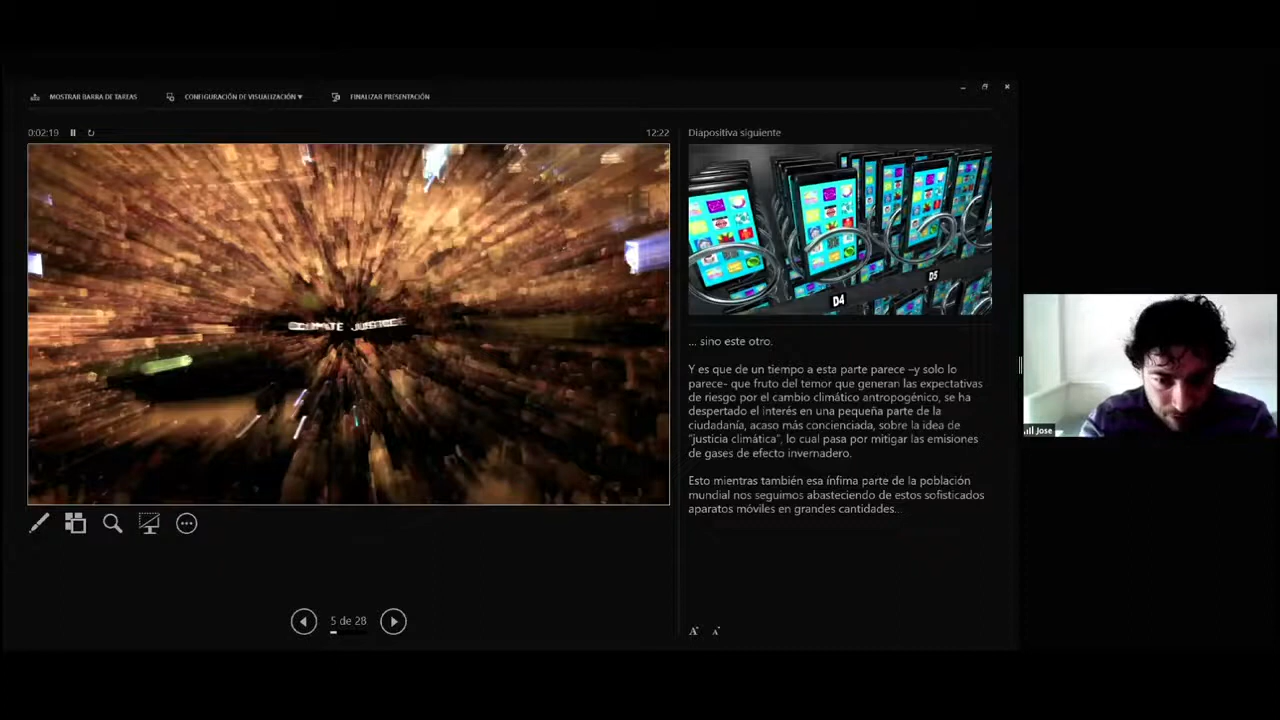 MOSTRAR BARRA DE TAREAS
CONFIGURACIÓN DE VISUALIZACIÓN ▾
FINALIZAR PRESENTACIÓN
0:02:19
12:22
Diapositiva siguiente
CLIMATE JUSTICE
D4
D5
... sino este otro.
Y es que de un tiempo a esta parte parece –y solo lo
parece- que fruto del temor que generan las expectativas
de riesgo por el cambio climático antropogénico, se ha
despertado el interés en una pequeña parte de la
ciudadanía, acaso más concienciada, sobre la idea de
"justicia climática", lo cual pasa por mitigar las emisiones
de gases de efecto invernadero.
Esto mientras también esa ínfima parte de la población
mundial nos seguimos abasteciendo de estos sofisticados
aparatos móviles en grandes cantidades...
Jose
5 de 28
A A